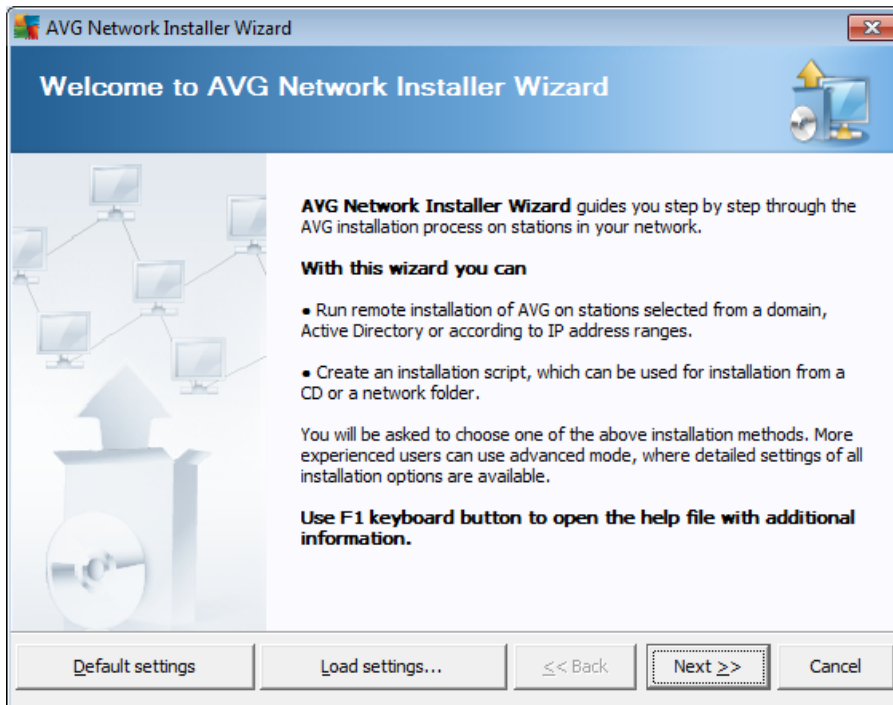 AVG Network Installer Wizard
Welcome to AVG Network Installer Wizard
AVG Network Installer Wizard guides you step by step through the
AVG installation process on stations in your network.
With this wizard you can
● Run remote installation of AVG on stations selected from a domain,
Active Directory or according to IP address ranges.
● Create an installation script, which can be used for installation from a
CD or a network folder.
You will be asked to choose one of the above installation methods. More
experienced users can use advanced mode, where detailed settings of all
installation options are available.
Use F1 keyboard button to open the help file with additional
information.
Default settings
Load settings...
<< Back
Next >>
Cancel